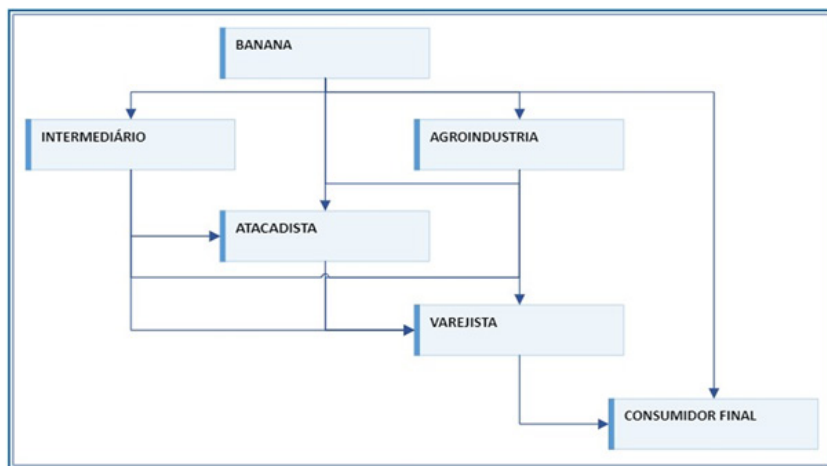 BANANA
INTERMEDIÁRIO
AGROINDUSTRIA
ATACADISTA
VAREJISTA
CONSUMIDOR FINAL